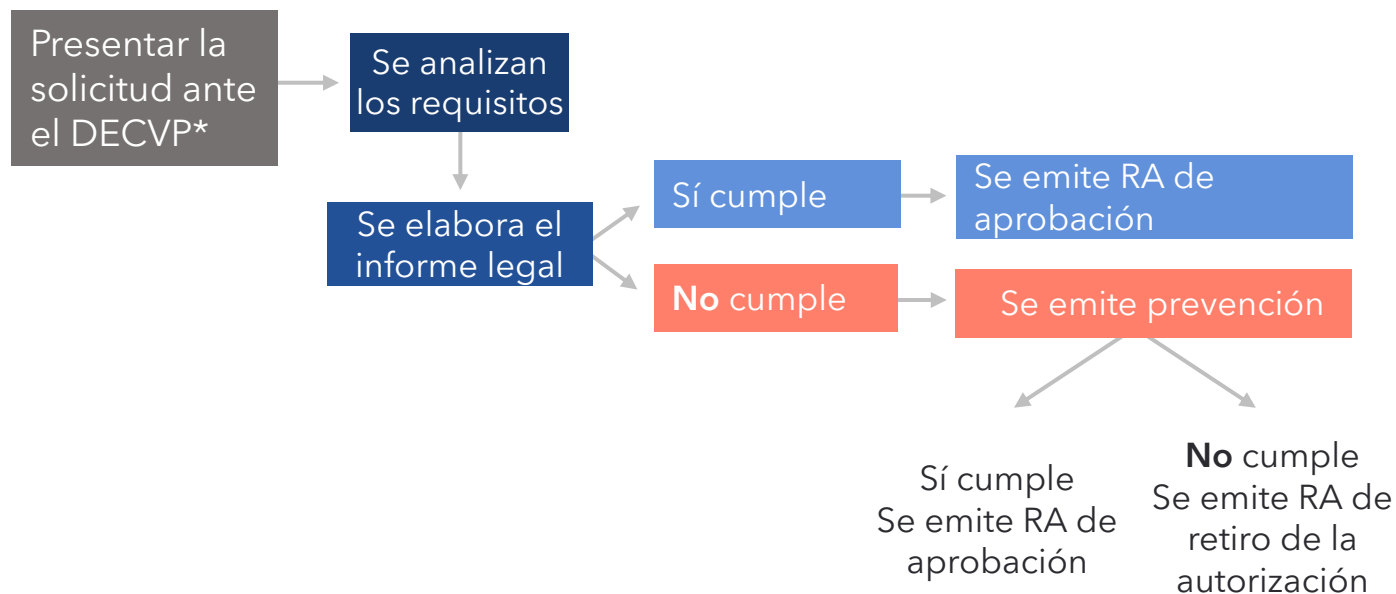 Presentar la
solicitud ante
el DECVP*
Se analizan
los requisitos
Se elabora el
informe legal
Sí cumple
Se emite RA de
aprobación
No cumple
Se emite prevención
Sí cumple
Se emite RA de
aprobación
No cumple
Se emite RA de
retiro de la
autorización